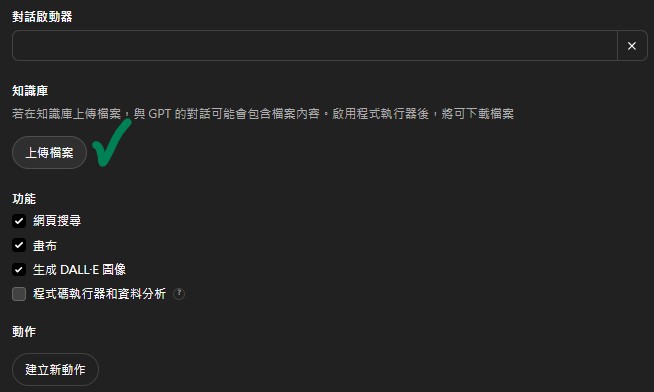 對話啟動器
知識庫
若在知識庫上傳檔案，與 GPT 的對話可能會包含檔案內容。啟用程式執行器後，將可下載檔案
上傳檔案
功能
網頁搜尋
畫布
生成 DALL·E 圖像
程式碼執行器和資料分析 ?
動作
建立新動作